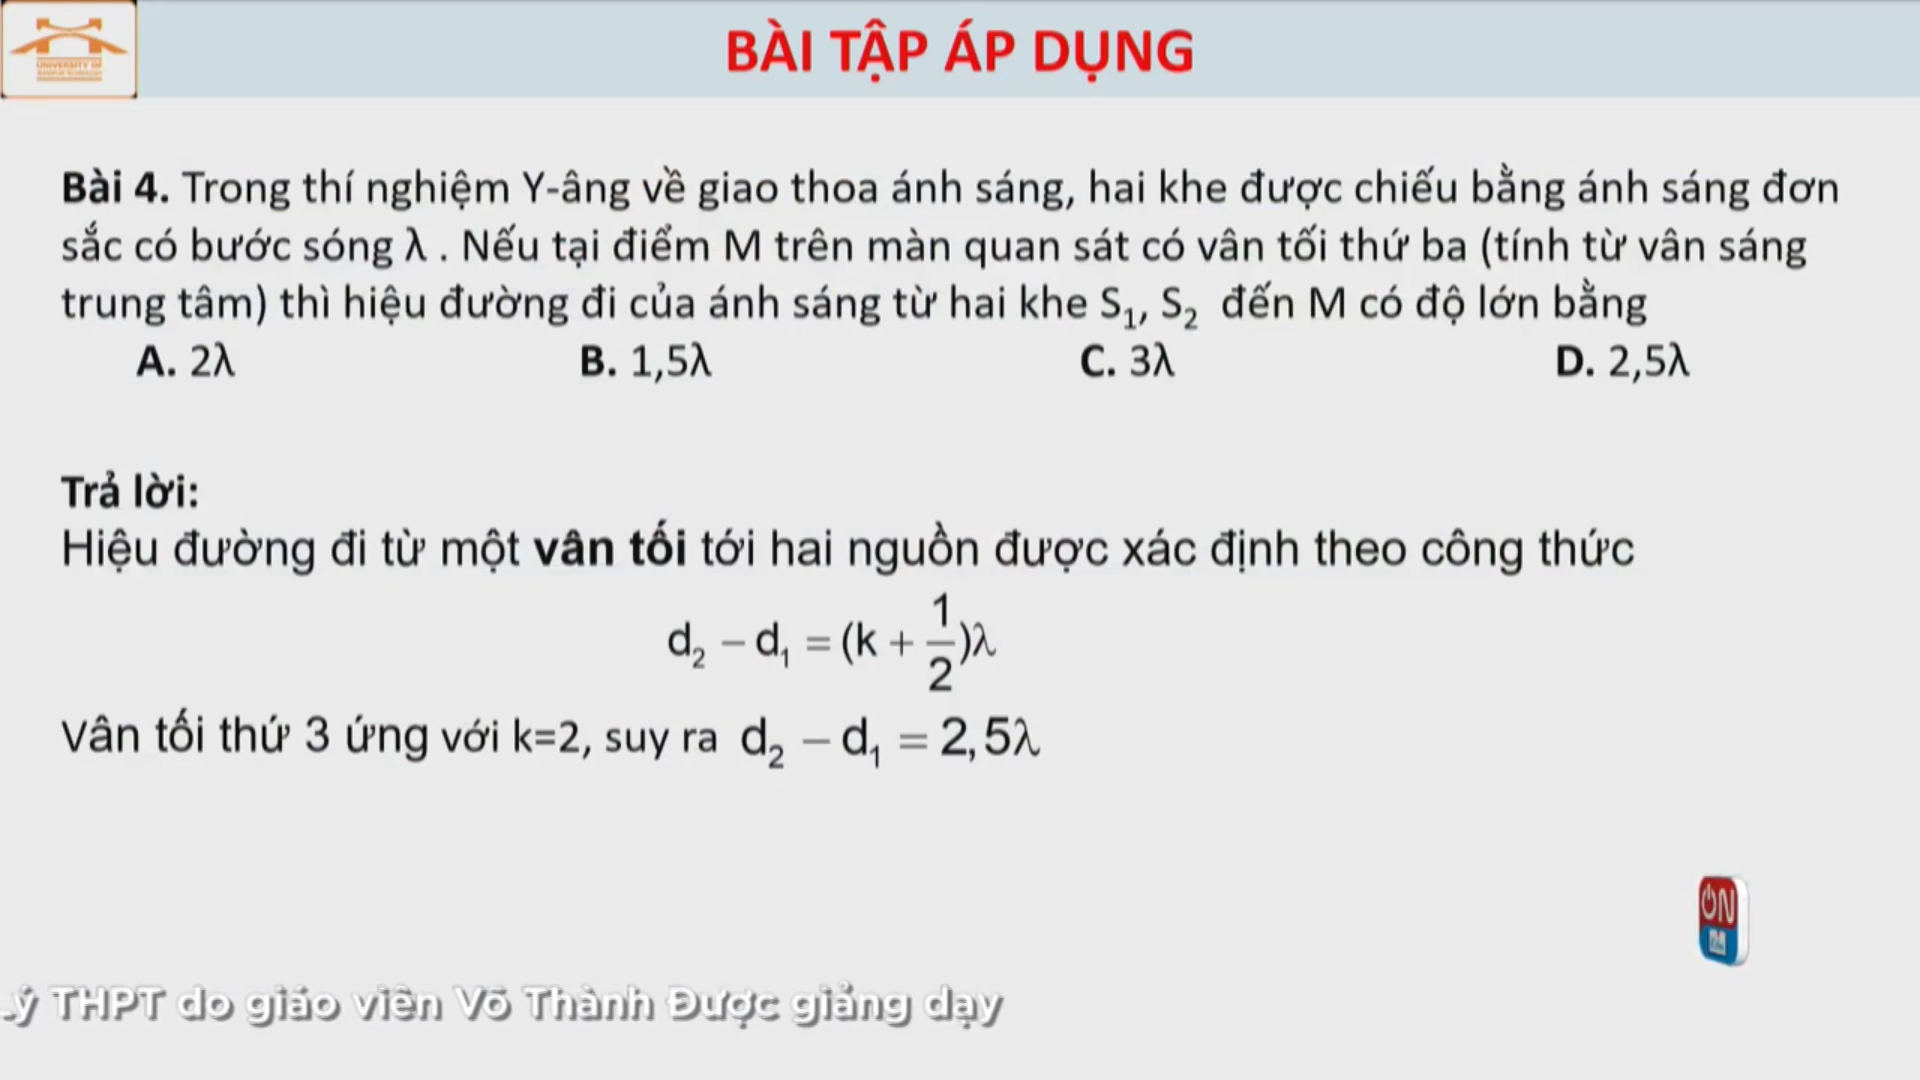 BÀI TẬP ÁP DỤNG
UNIVERSITY OF
Bài 4. Trong thí nghiệm Y-âng về giao thoa ánh sáng, hai khe được chiếu bằng ánh sáng đơn
sắc có bước sóng λ . Nếu tại điểm M trên màn quan sát có vân tối thứ ba (tính từ vân sáng
trung tâm) thì hiệu đường đi của ánh sáng từ hai khe S₁, S₂ đến M có độ lớn bằng
A. 2λ B. 1,5λ C. 3λ D. 2,5λ
Trả lời:
Hiệu đường đi từ một vân tối tới hai nguồn được xác định theo công thức
d₂ − d₁ = (k + 1/2)λ
Vân tối thứ 3 ứng với k=2, suy ra d₂ − d₁ = 2,5λ
ON
ý THPT do giáo viên Võ Thành Được giảng dạy